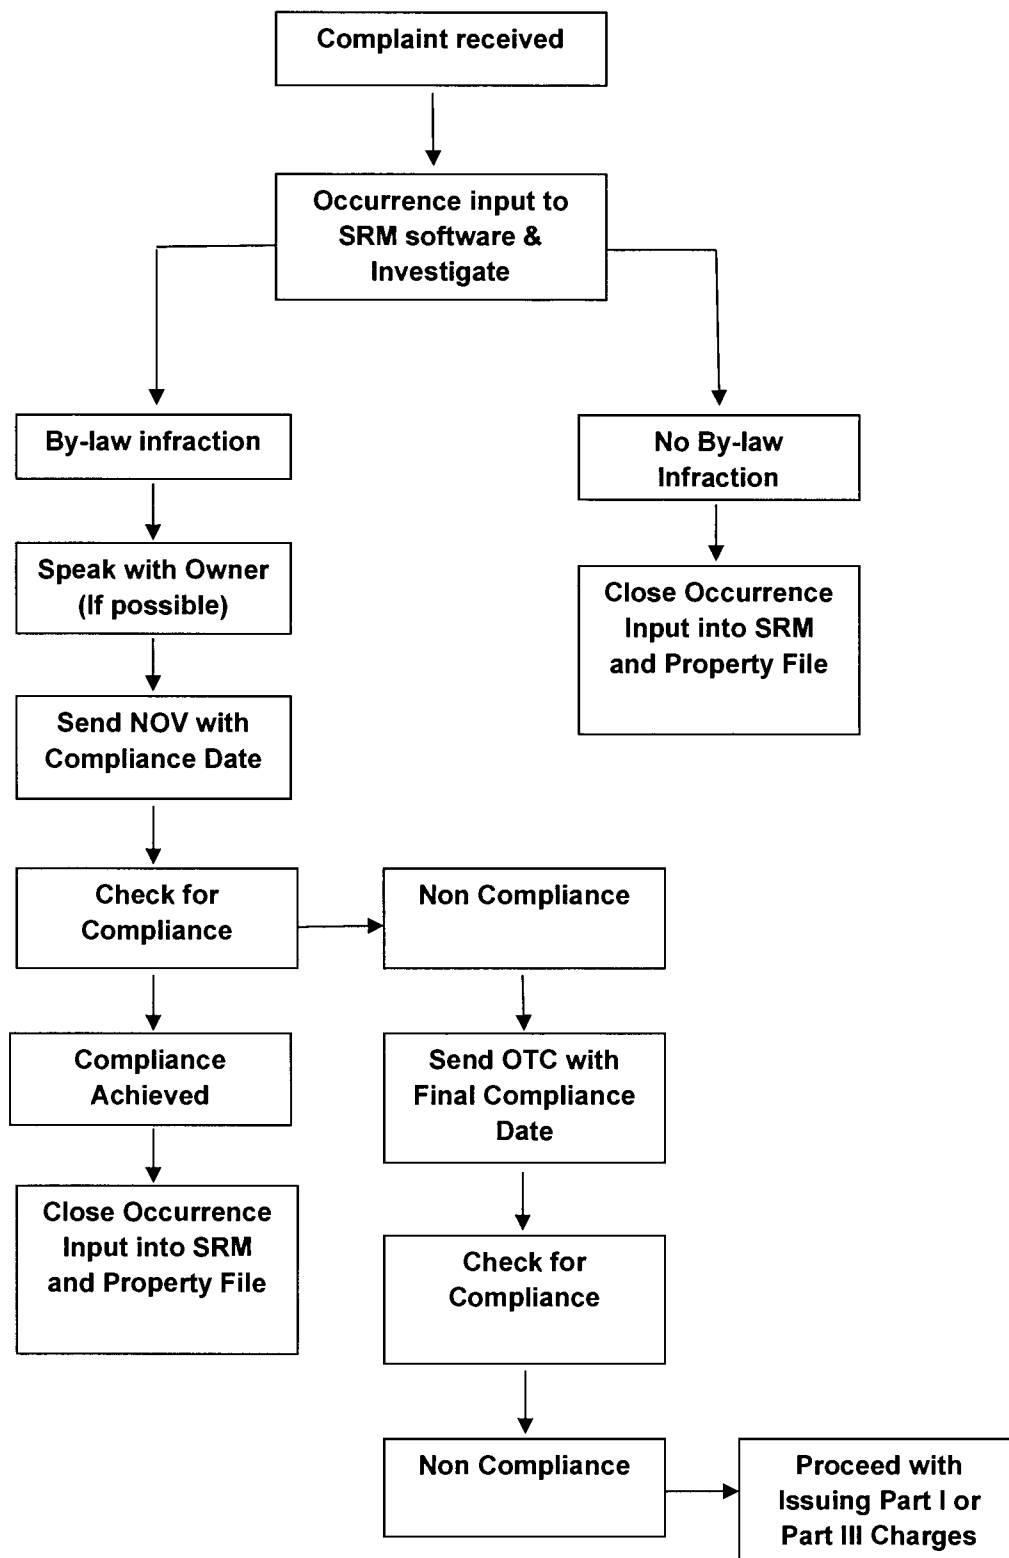 Complaint received
Occurrence input to
SRM software &
Investigate
By-law infraction
No By-law
Infraction
Speak with Owner
(If possible)
Close Occurrence
Input into SRM
and Property File
Send NOV with
Compliance Date
Check for
Compliance
Non Compliance
Compliance
Achieved
Send OTC with
Final Compliance
Date
Close Occurrence
Input into SRM
and Property File
Check for
Compliance
Non Compliance
Proceed with
Issuing Part I or
Part III Charges